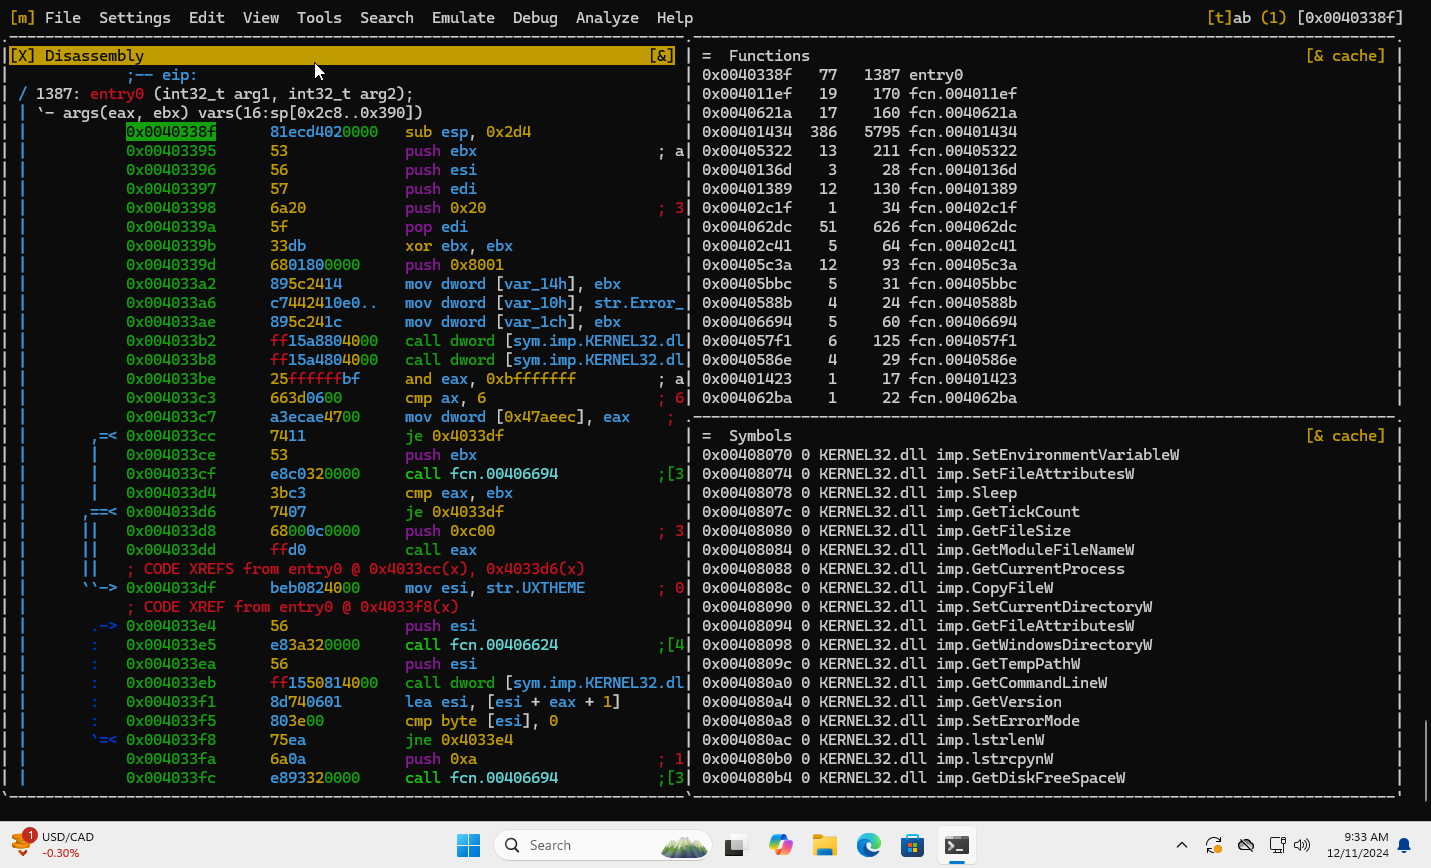 [m] File Settings Edit View Tools Search Emulate Debug Analyze Help [t]ab (1) [0x0040338f]
[X] Disassembly [&]
;-- eip:
/ 1387: entry0 (int32_t arg1, int32_t arg2);
| `- args(eax, ebx) vars(16:sp[0x2c8..0x390])
0x0040338f 81ecd4020000 sub esp, 0x2d4
0x00403395 53 push ebx ; a
0x00403396 56 push esi
0x00403397 57 push edi
0x00403398 6a20 push 0x20 ; 3
0x0040339a 5f pop edi
0x0040339b 33db xor ebx, ebx
0x0040339d 6801800000 push 0x8001
0x004033a2 895c2414 mov dword [var_14h], ebx
0x004033a6 c7442410e0.. mov dword [var_10h], str.Error_
0x004033ae 895c241c mov dword [var_1ch], ebx
0x004033b2 ff15a8804000 call dword [sym.imp.KERNEL32.dl
0x004033b8 ff15a4804000 call dword [sym.imp.KERNEL32.dl
0x004033be 25ffffffbf and eax, 0xbfffffff ; a
0x004033c3 663d0600 cmp ax, 6 ; 6
0x004033c7 a3ecae4700 mov dword [0x47aeec], eax ;
,=< 0x004033cc 7411 je 0x4033df
| 0x004033ce 53 push ebx
| 0x004033cf e8c0320000 call fcn.00406694 ;[3
| 0x004033d4 3bc3 cmp eax, ebx
,==< 0x004033d6 7407 je 0x4033df
|| 0x004033d8 68000c0000 push 0xc00 ; 3
|| 0x004033dd ffd0 call eax
|| ; CODE XREFS from entry0 @ 0x4033cc(x), 0x4033d6(x)
``-> 0x004033df beb0824000 mov esi, str.UXTHEME ; 0
; CODE XREF from entry0 @ 0x4033f8(x)
.-> 0x004033e4 56 push esi
: 0x004033e5 e83a320000 call fcn.00406624 ;[4
: 0x004033ea 56 push esi
: 0x004033eb ff1550814000 call dword [sym.imp.KERNEL32.dl
: 0x004033f1 8d740601 lea esi, [esi + eax + 1]
: 0x004033f5 803e00 cmp byte [esi], 0
`=< 0x004033f8 75ea jne 0x4033e4
0x004033fa 6a0a push 0xa ; 1
0x004033fc e893320000 call fcn.00406694 ;[3
= Functions [& cache]
0x0040338f 77 1387 entry0
0x004011ef 19 170 fcn.004011ef
0x0040621a 17 160 fcn.0040621a
0x00401434 386 5795 fcn.00401434
0x00405322 13 211 fcn.00405322
0x0040136d 3 28 fcn.0040136d
0x00401389 12 130 fcn.00401389
0x00402c1f 1 34 fcn.00402c1f
0x004062dc 51 626 fcn.004062dc
0x00402c41 5 64 fcn.00402c41
0x00405c3a 12 93 fcn.00405c3a
0x00405bbc 5 31 fcn.00405bbc
0x0040588b 4 24 fcn.0040588b
0x00406694 5 60 fcn.00406694
0x004057f1 6 125 fcn.004057f1
0x0040586e 4 29 fcn.0040586e
0x00401423 1 17 fcn.00401423
0x004062ba 1 22 fcn.004062ba
= Symbols [& cache]
0x00408070 0 KERNEL32.dll imp.SetEnvironmentVariableW
0x00408074 0 KERNEL32.dll imp.SetFileAttributesW
0x00408078 0 KERNEL32.dll imp.Sleep
0x0040807c 0 KERNEL32.dll imp.GetTickCount
0x00408080 0 KERNEL32.dll imp.GetFileSize
0x00408084 0 KERNEL32.dll imp.GetModuleFileNameW
0x00408088 0 KERNEL32.dll imp.GetCurrentProcess
0x0040808c 0 KERNEL32.dll imp.CopyFileW
0x00408090 0 KERNEL32.dll imp.SetCurrentDirectoryW
0x00408094 0 KERNEL32.dll imp.GetFileAttributesW
0x00408098 0 KERNEL32.dll imp.GetWindowsDirectoryW
0x0040809c 0 KERNEL32.dll imp.GetTempPathW
0x004080a0 0 KERNEL32.dll imp.GetCommandLineW
0x004080a4 0 KERNEL32.dll imp.GetVersion
0x004080a8 0 KERNEL32.dll imp.SetErrorMode
0x004080ac 0 KERNEL32.dll imp.lstrlenW
0x004080b0 0 KERNEL32.dll imp.lstrcpynW
0x004080b4 0 KERNEL32.dll imp.GetDiskFreeSpaceW
1
USD/CAD
-0.30%
Search
9:33 AM
12/11/2024